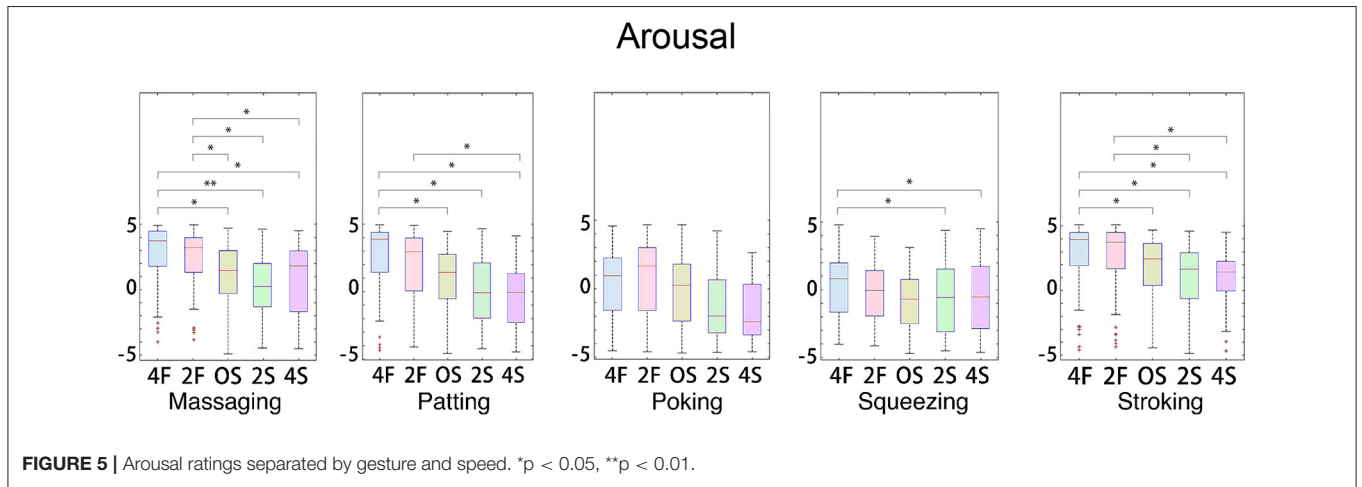 Arousal
*
*
*
*
**
*
5
0
-5
4F 2F OS 2S 4S
Massaging
*
*
*
*
5
0
-5
4F 2F OS 2S 4S
Patting
5
0
-5
4F 2F OS 2S 4S
Poking
*
*
5
0
-5
4F 2F OS 2S 4S
Squeezing
*
*
*
*
*
5
0
-5
4F 2F OS 2S 4S
Stroking
FIGURE 5 | Arousal ratings separated by gesture and speed. *p < 0.05, **p < 0.01.